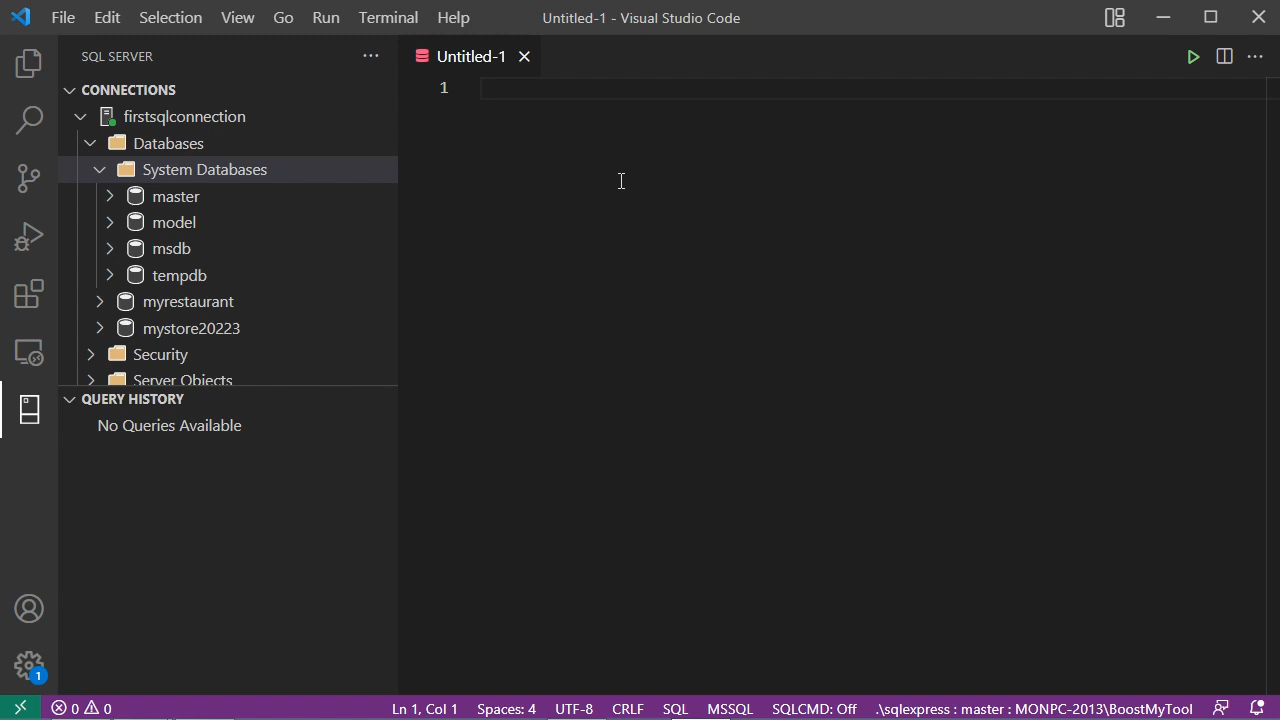 File Edit Selection View Go Run Terminal Help Untitled-1 - Visual Studio Code
SQL SERVER
Untitled-1
CONNECTIONS
1
firstsqlconnection
Databases
System Databases
master
model
msdb
tempdb
myrestaurant
mystore20223
Security
Server Objects
QUERY HISTORY
No Queries Available
1
0 0 Ln 1, Col 1 Spaces: 4 UTF-8 CRLF SQL MSSQL SQLCMD: Off .\sqlexpress : master : MONPC-2013\BoostMyTool